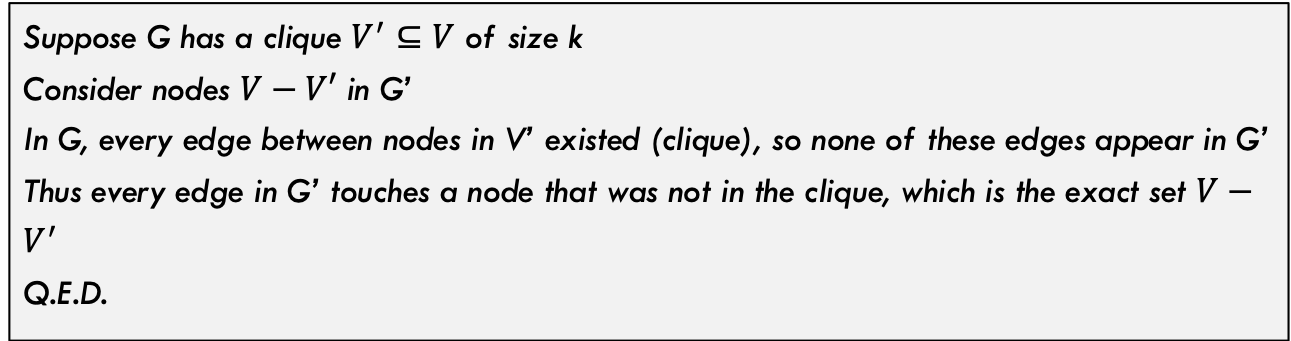 Suppose G has a clique V′ ⊆ V of size k
Consider nodes V − V′ in G’
In G, every edge between nodes in V’ existed (clique), so none of these edges appear in G’
Thus every edge in G’ touches a node that was not in the clique, which is the exact set V −
V′
Q.E.D.